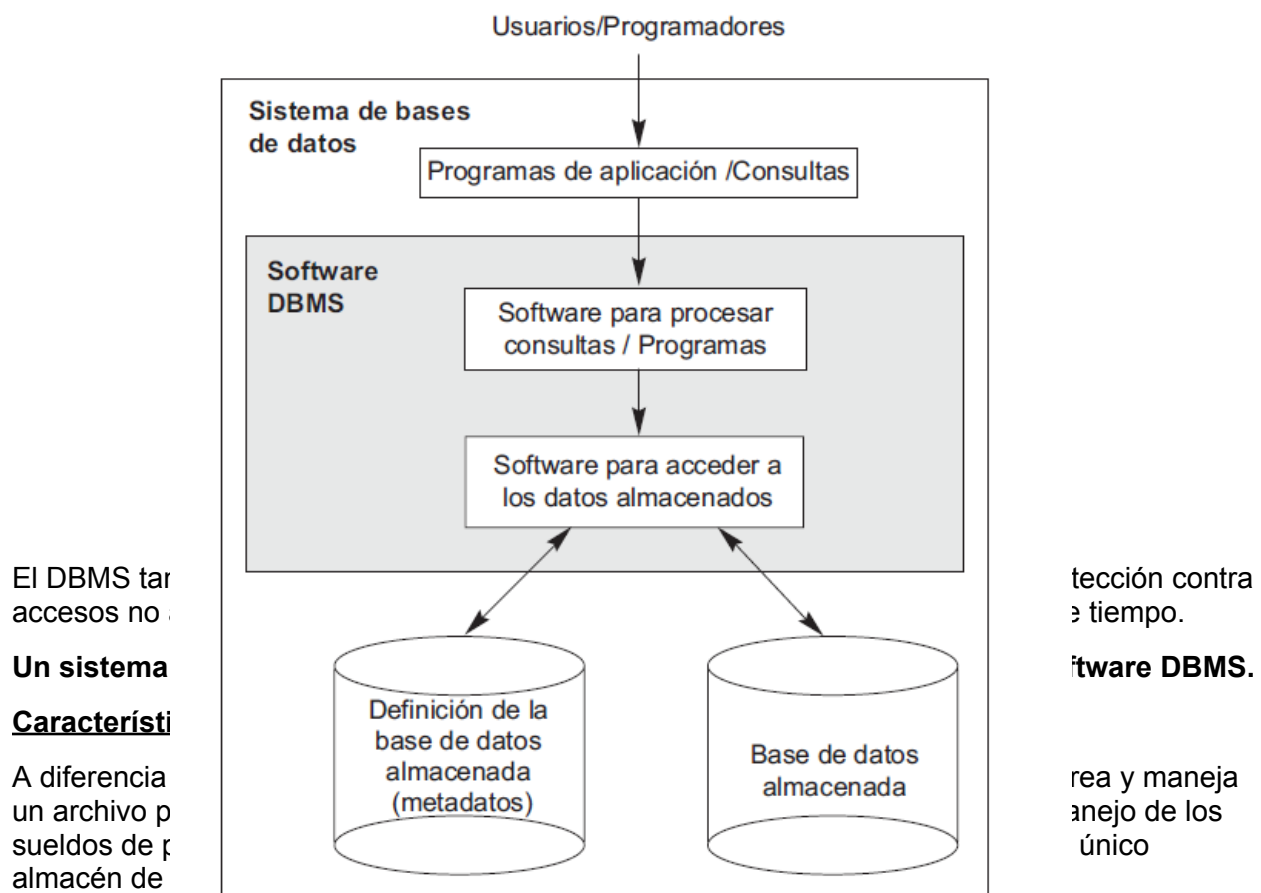 Usuarios/Programadores
Sistema de bases
de datos
Programas de aplicación /Consultas
Software
DBMS
Software para procesar
consultas / Programas
Software para acceder a
los datos almacenados
Definición de la
base de datos
almacenada
(metadatos)
Base de datos
almacenada
El DBMS tección contra
accesos no e tiempo.
Un sistema ftware DBMS.
Característi
A diferencia rea y maneja
un archivo p anejo de los
sueldos de p único
almacén de